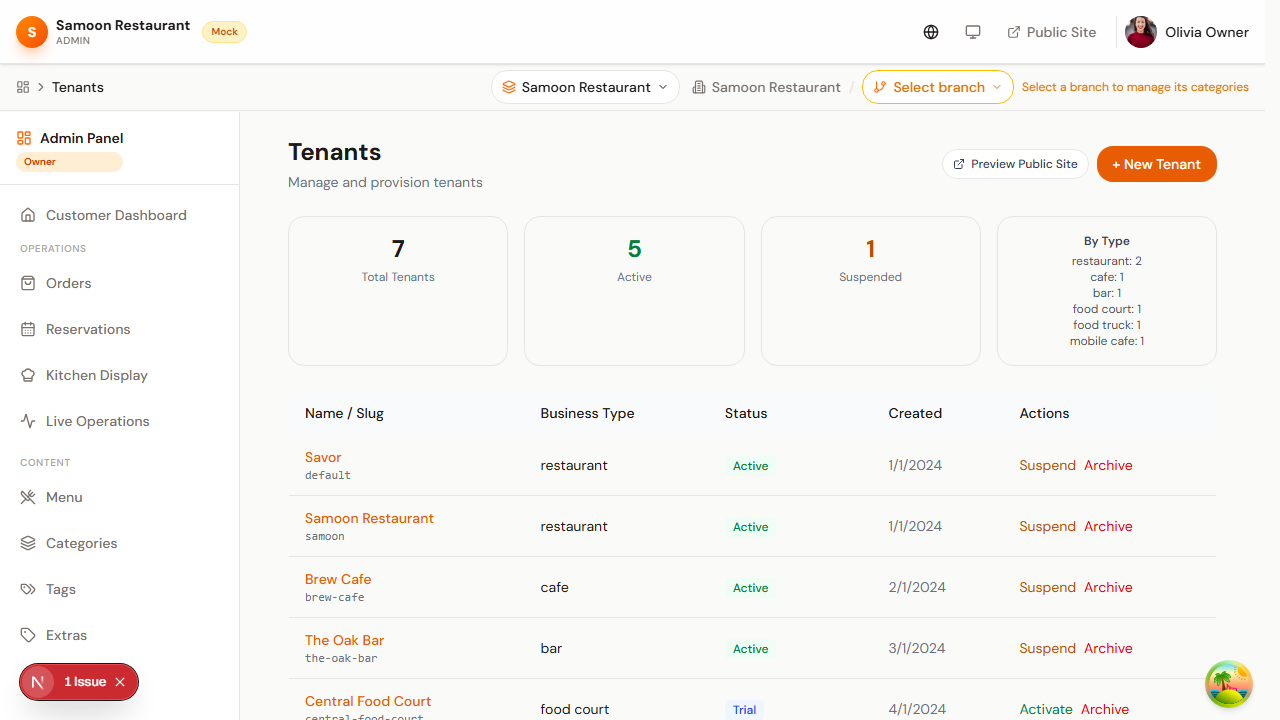 S
Samoon Restaurant
ADMIN
Mock
Public Site
Olivia Owner
Tenants
Samoon Restaurant
Samoon Restaurant
/
Select branch
Select a branch to manage its categories
Admin Panel
Owner
Customer Dashboard
OPERATIONS
Orders
Reservations
Kitchen Display
Live Operations
CONTENT
Menu
Categories
Tags
Extras
N
1 Issue
Tenants
Manage and provision tenants
Preview Public Site
+ New Tenant
7
Total Tenants
5
Active
1
Suspended
By Type
restaurant: 2
cafe: 1
bar: 1
food court: 1
food truck: 1
mobile cafe: 1
Name / Slug Business Type Status Created Actions
Savor
default
restaurant Active 1/1/2024 Suspend Archive
Samoon Restaurant
samoon
restaurant Active 1/1/2024 Suspend Archive
Brew Cafe
brew-cafe
cafe Active 2/1/2024 Suspend Archive
The Oak Bar
the-oak-bar
bar Active 3/1/2024 Suspend Archive
Central Food Court
central-food-court
food court Trial 4/1/2024 Activate Archive